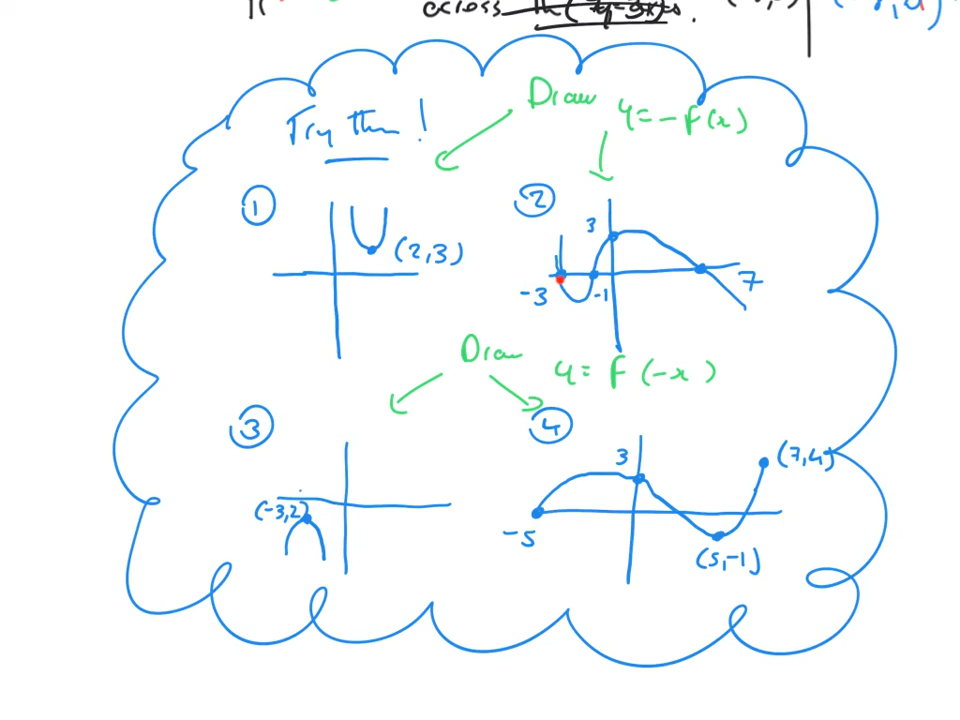 across
Draw
y = -f(x)
Try them!
①
②
(2,3)
3
-3
-1
7
Draw
y = f(-x)
③
④
(-3,2)
3
(7,4)
-5
(5,-1)